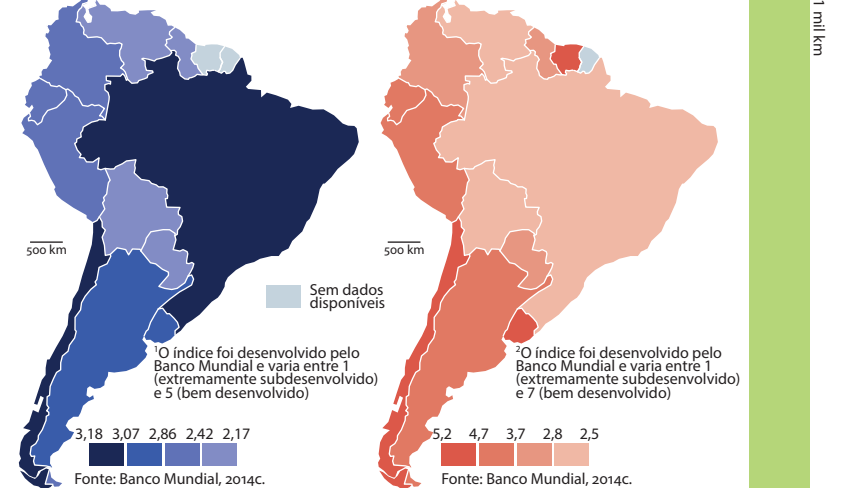 1 mil km
500 km
500 km
Sem dados
disponíveis
¹O índice foi desenvolvido pelo
Banco Mundial e varia entre 1
(extremamente subdesenvolvido)
e 5 (bem desenvolvido)
3,18 3,07 2,86 2,42 2,17
Fonte: Banco Mundial, 2014c.
²O índice foi desenvolvido pelo
Banco Mundial e varia entre 1
(extremamente subdesenvolvido)
e 7 (bem desenvolvido)
5,2 4,7 3,7 2,8 2,5
Fonte: Banco Mundial, 2014c.